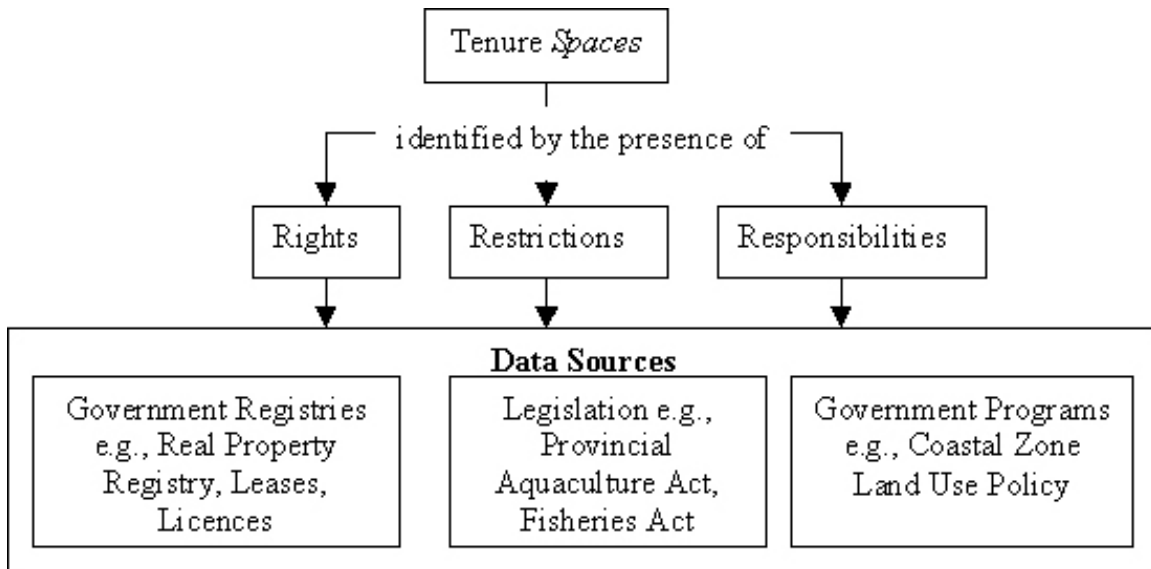 Tenure Spaces
identified by the presence of
Rights
Restrictions
Responsibilities
Data Sources
Government Registries
e.g., Real Property
Registry, Leases,
Licences
Legislation e.g.,
Provincial
Aquaculture Act,
Fisheries Act
Government Programs
e.g., Coastal Zone
Land Use Policy